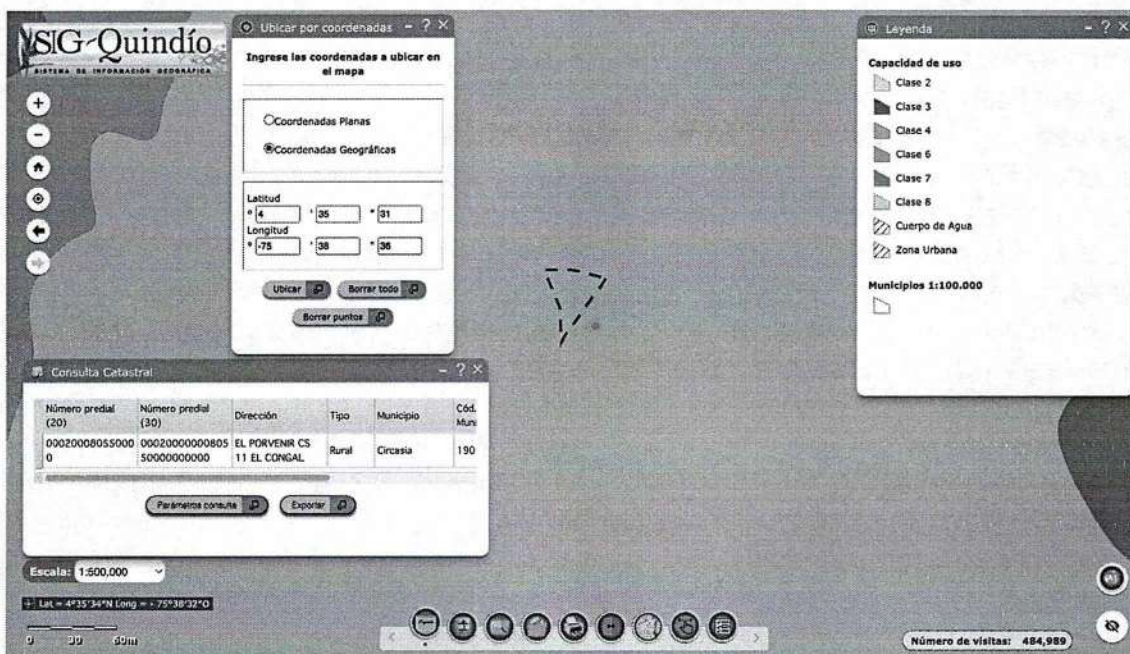 SIG-Quindío
SISTEMA DE INFORMACIÓN GEOGRÁFICA
Ubicar por coordenadas
Ingrese las coordenadas a ubicar en
el mapa
Coordenadas Planas
Coordenadas Geográficas
Latitud
° 4 ' 35 " 31
Longitud
° -75 ' 38 " 36
Ubicar
Borrar todo
Borrar puntos
Leyenda
Capacidad de uso
Clase 2
Clase 3
Clase 4
Clase 6
Clase 7
Clase 8
Cuerpo de Agua
Zona Urbana
Municipios 1:100.000
Consulta Catastral
Número predial (20) Número predial (30) Dirección Tipo Municipio Cód. Muni
00020008055000 00020000000805 EL PORVENIR CS Rural Circasia 190
0 50000000000 11 EL CONGAL
Parámetros consulta
Exportar
Escala: 1:500,000
Lat = 4°35'34"N Long = - 75°38'32"O
0 30 60m
Número de visitas: 484,989